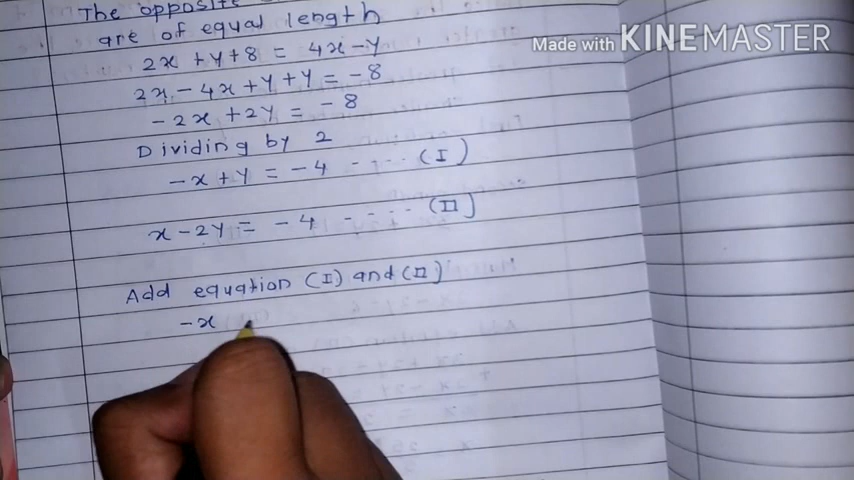 The opposite
are of equal length
Made with KINEMASTER
2x + y + 8 = 4x - y
2x - 4x + y + y = - 8
- 2x + 2y = - 8
Dividing by 2
- x + y = - 4 - - - - (I)
x - 2y = - 4 - - - - (II)
Add equation (I) and (II)
- x